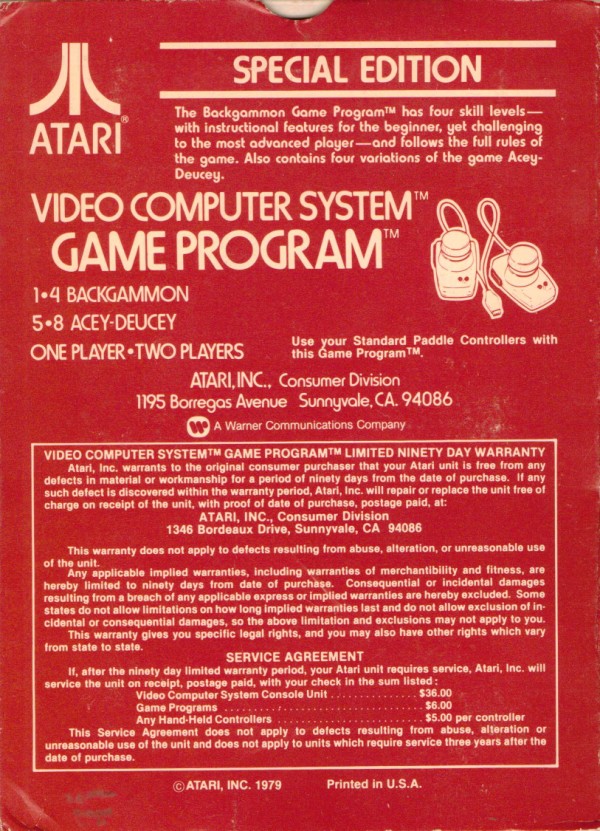 SPECIAL EDITION
ATARI®
The Backgammon Game Program™ has four skill levels—
with instructional features for the beginner, yet challenging
to the most advanced player—and follows the full rules of
the game. Also contains four variations of the game Acey-
Deucey.
VIDEO COMPUTER SYSTEM™
GAME PROGRAM™
1•4 BACKGAMMON
5•8 ACEY-DEUCEY
ONE PLAYER•TWO PLAYERS
Use your Standard Paddle Controllers with
this Game Program™.
ATARI, INC., Consumer Division
1195 Borregas Avenue Sunnyvale, CA. 94086
A Warner Communications Company
VIDEO COMPUTER SYSTEM™ GAME PROGRAM™ LIMITED NINETY DAY WARRANTY
Atari, Inc. warrants to the original consumer purchaser that your Atari unit is free from any
defects in material or workmanship for a period of ninety days from the date of purchase. If any
such defect is discovered within the warranty period, Atari, Inc. will repair or replace the unit free of
charge on receipt of the unit, with proof of date of purchase, postage paid, at:
ATARI, INC., Consumer Division
1346 Bordeaux Drive, Sunnyvale, CA 94086
This warranty does not apply to defects resulting from abuse, alteration, or unreasonable use
of the unit.
Any applicable implied warranties, including warranties of merchantibility and fitness, are
hereby limited to ninety days from date of purchase. Consequential or incidental damages
resulting from a breach of any applicable express or implied warranties are hereby excluded. Some
states do not allow limitations on how long implied warranties last and do not allow exclusion of in-
cidental or consequential damages, so the above limitation and exclusions may not apply to you.
This warranty gives you specific legal rights, and you may also have other rights which vary
from state to state.
SERVICE AGREEMENT
If, after the ninety day limited warranty period, your Atari unit requires service, Atari, Inc. will
service the unit on receipt, postage paid, with your check in the sum listed:
Video Computer System Console Unit . . . . . . . . . . . . . . $36.00
Game Programs . . . . . . . . . . . . . . . . . . . . . . . . . . . . . . $6.00
Any Hand-Held Controllers . . . . . . . . . . . . . . . . . . . . . . $5.00 per controller
This Service Agreement does not apply to defects resulting from abuse, alteration or
unreasonable use of the unit and does not apply to units which require service three years after the
date of purchase.
©ATARI, INC. 1979 Printed in U.S.A.